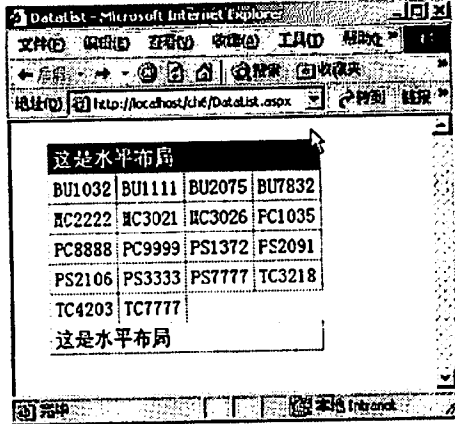 DataList - Microsoft Internet Explorer
文件(F) 编辑(E) 查看(V) 收藏(A) 工具(T) 帮助(H) »
后退 搜索 收藏夹 »
地址(D) http://localhost/ch6/DataList.aspx 转到 链接 »
这是水平布局
BU1032 BU1111 BU2075 BU7832
MC2222 MC3021 MC3026 PC1035
PC8888 PC9999 PS1372 PS2091
PS2106 PS3333 PS7777 TC3218
TC4203 TC7777
这是水平布局
完毕 本地 Intranet